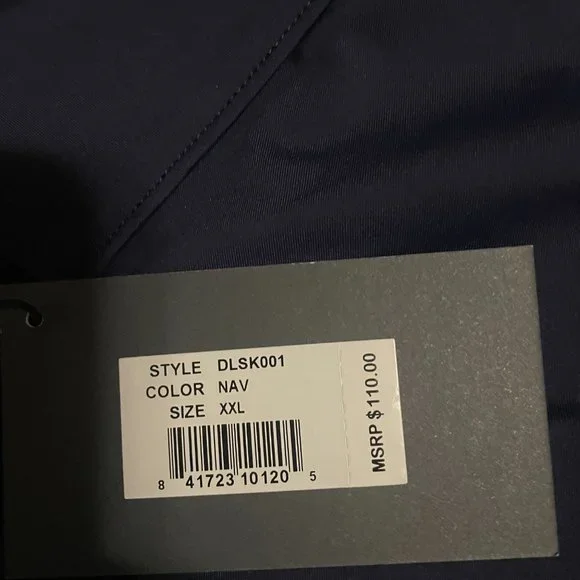 STYLE DLSK001
COLOR NAV
SIZE XXL
8 41723 10120 5
MSRP $ 110.00